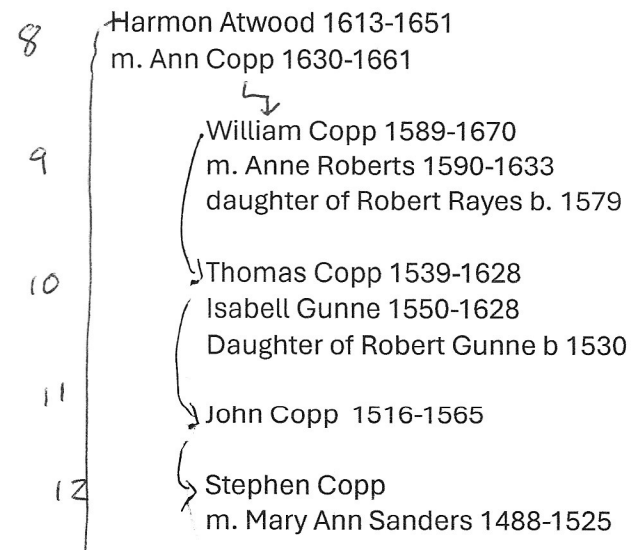 8 Harmon Atwood 1613-1651
m. Ann Copp 1630-1661
William Copp 1589-1670
9 m. Anne Roberts 1590-1633
daughter of Robert Rayes b. 1579
10 Thomas Copp 1539-1628
Isabell Gunne 1550-1628
Daughter of Robert Gunne b 1530
11 John Copp 1516-1565
12 Stephen Copp
m. Mary Ann Sanders 1488-1525